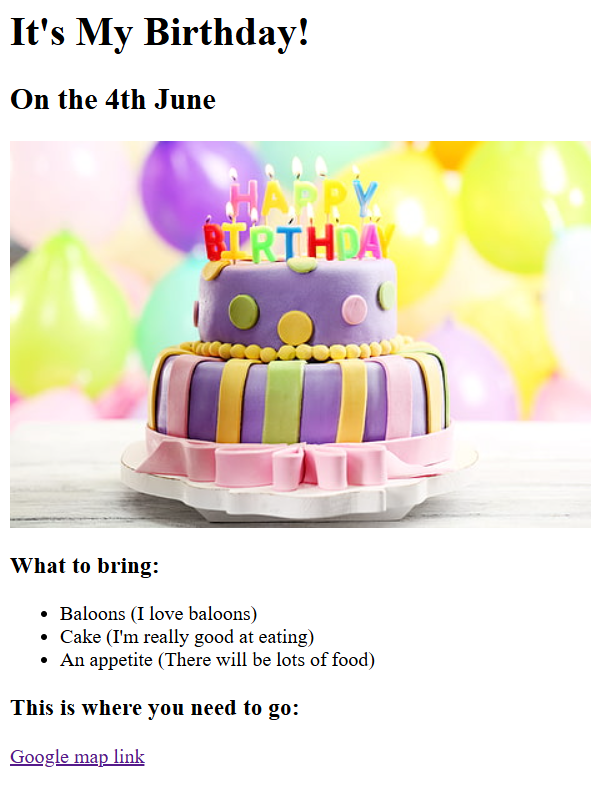 It's My Birthday!
On the 4th June
HAPPY
BIRTHDAY
What to bring:
Baloons (I love baloons)
Cake (I'm really good at eating)
An appetite (There will be lots of food)
This is where you need to go:
Google map link